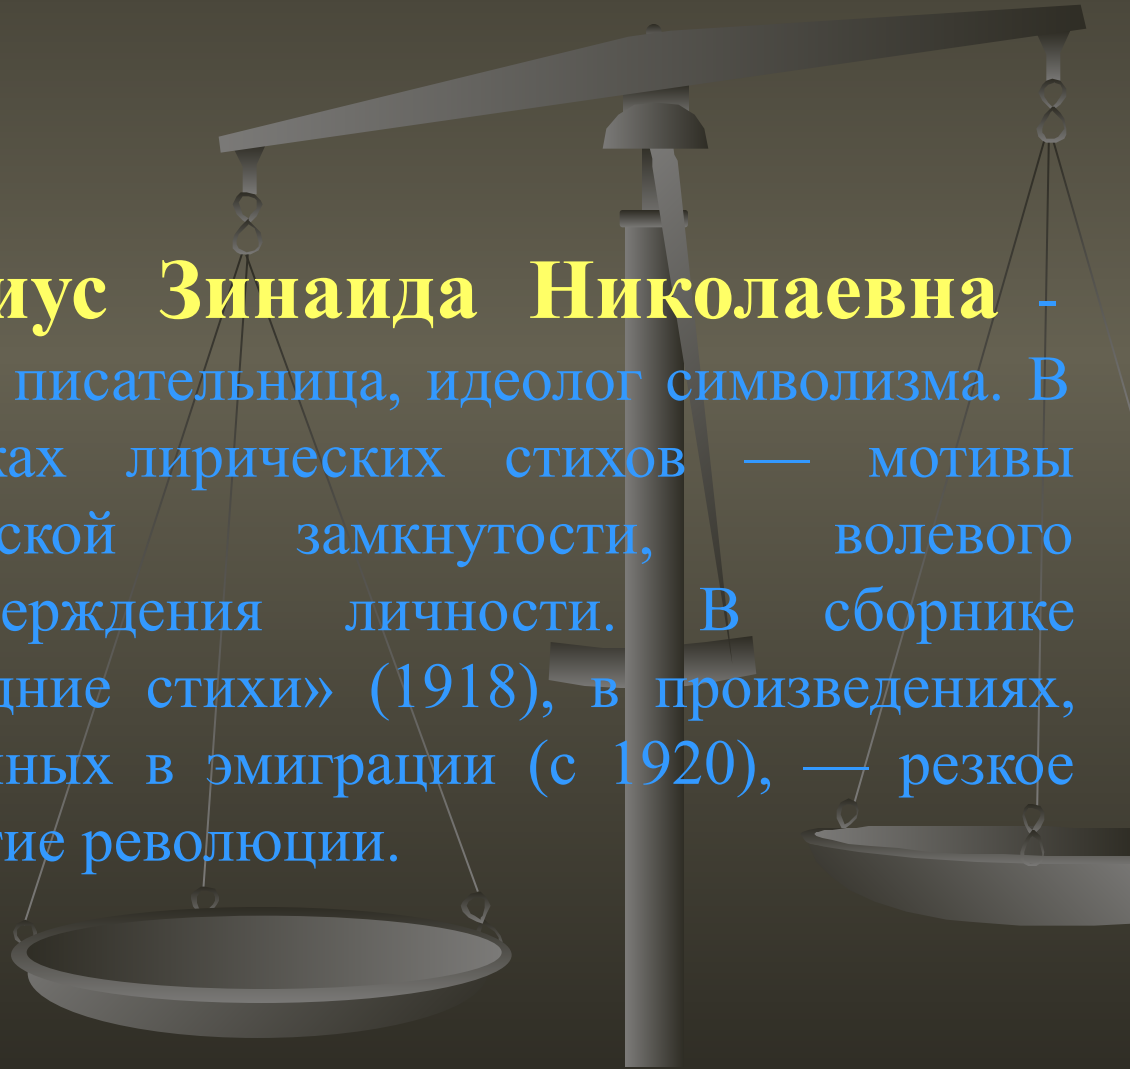 иус Зинаида Николаевна -
писательница, идеолог символизма. В
ках лирических стихов — мотивы
ской замкнутости, волевого
ерждения личности. В сборнике
дние стихи» (1918), в произведениях,
нных в эмиграции (с 1920), — резкое
тие революции.